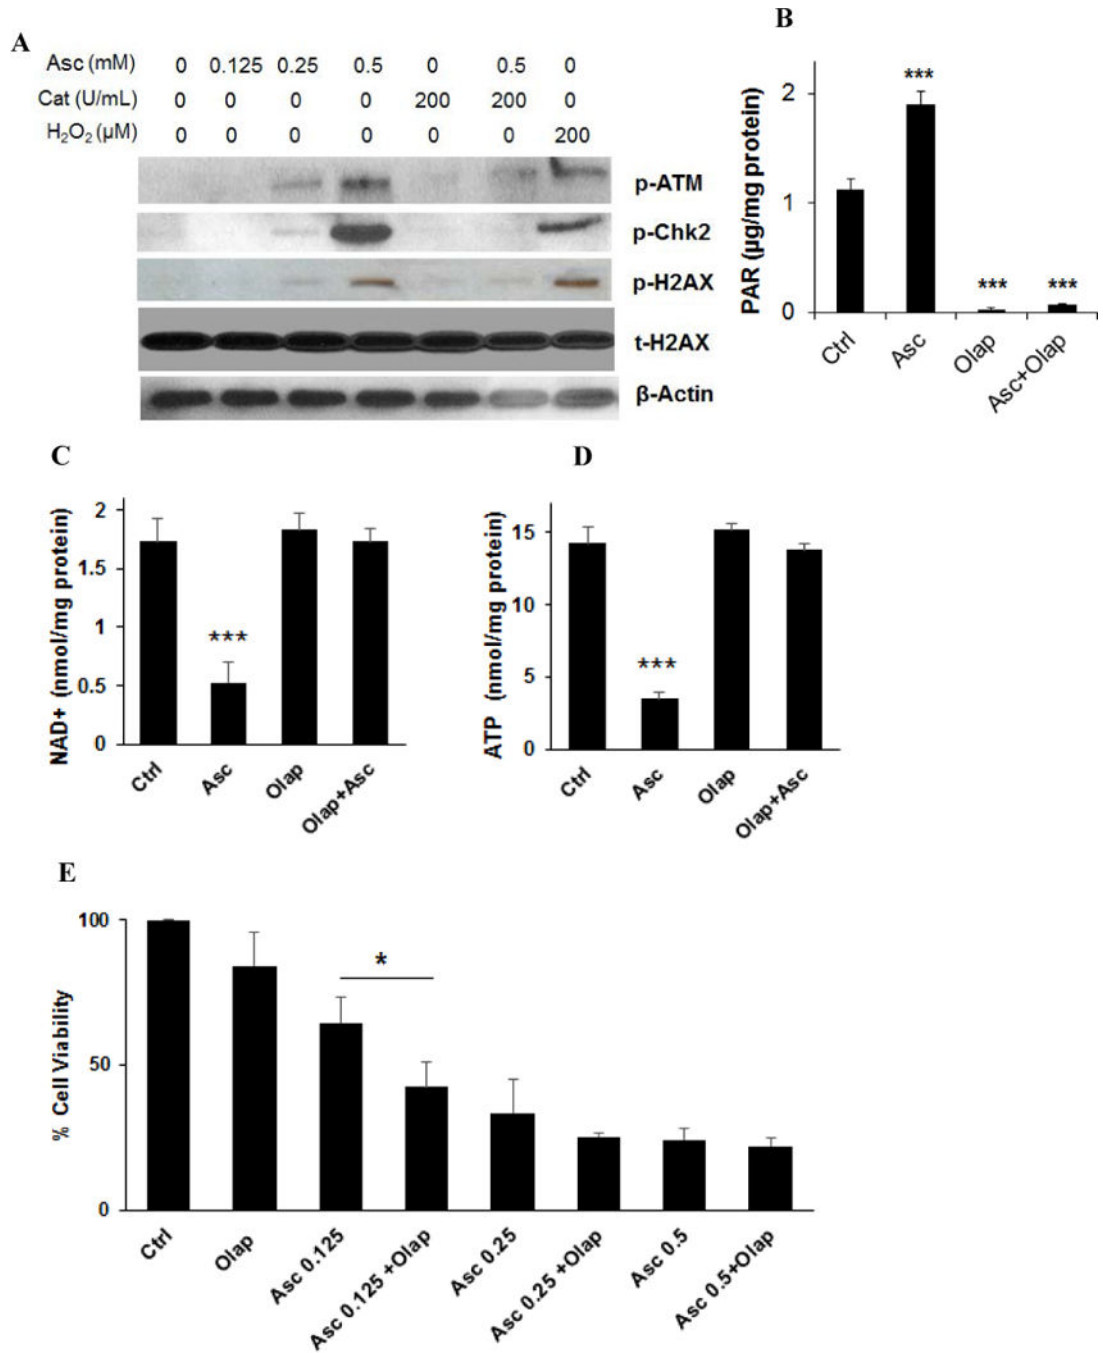 A
Asc (mM) 0 0.125 0.25 0.5 0 0.5 0
Cat (U/mL) 0 0 0 0 200 200 0
H₂O₂ (µM) 0 0 0 0 0 0 200
p-ATM
p-Chk2
p-H2AX
t-H2AX
β-Actin
B
PAR (µg/mg protein)
2
1
0
***
***
***
Ctrl
Asc
Olap
Asc+Olap
C
NAD+ (nmol/mg protein)
2
1.5
1
0.5
0
***
Ctrl
Asc
Olap
Olap+Asc
D
ATP (nmol/mg protein)
15
10
5
0
***
Ctrl
Asc
Olap
Olap+Asc
E
% Cell Viability
100
50
0
*
Ctrl
Olap
Asc 0.125
Asc 0.125 +Olap
Asc 0.25
Asc 0.25 +Olap
Asc 0.5
Asc 0.5+Olap